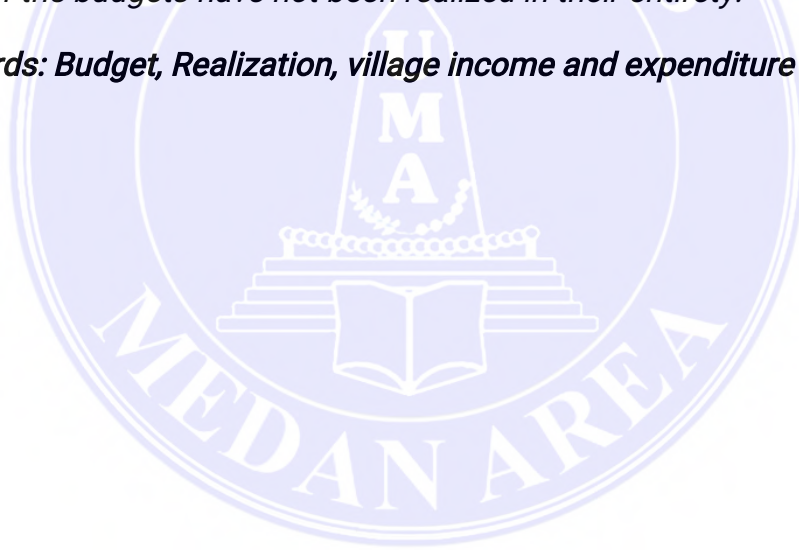 the budgets have not been realized in their entirety.
rds: Budget, Realization, village income and expenditure
U
M
A
MEDAN AREA